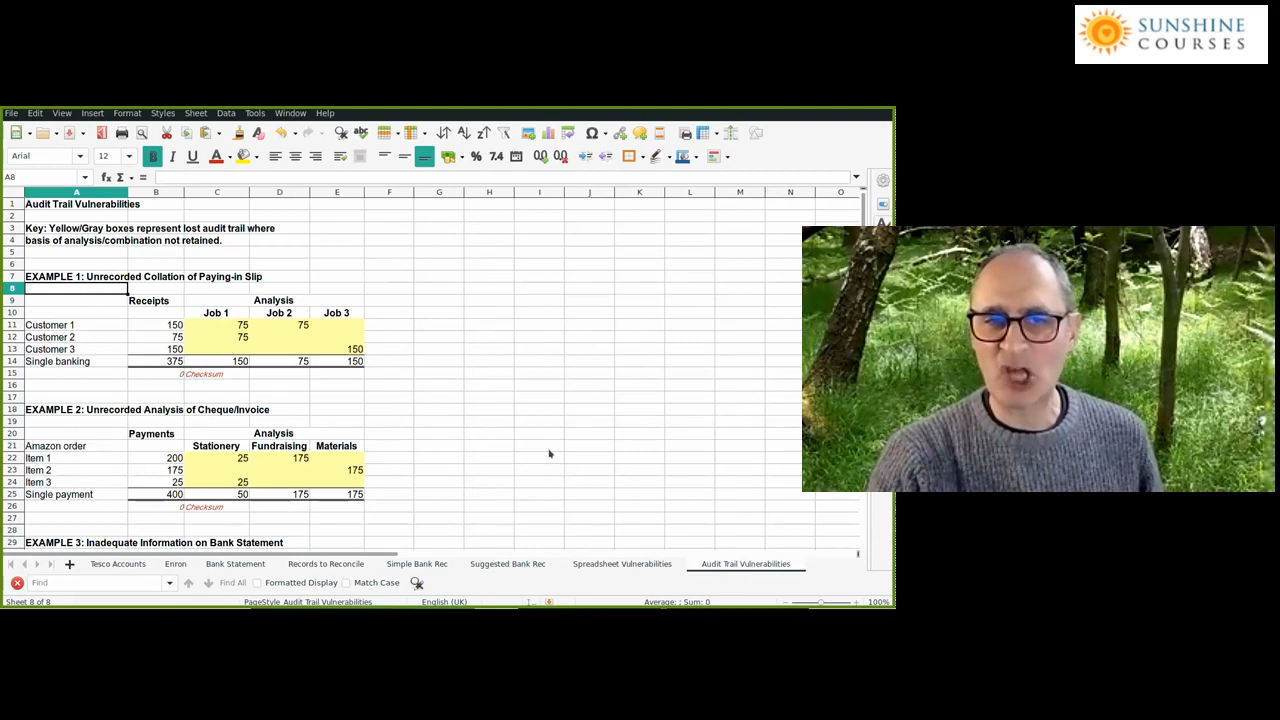 SUNSHINE
COURSES
File Edit View Insert Format Styles Sheet Data Tools Window Help
Arial 12
A8
A B C D E F G H I J K L M N O
1 Audit Trail Vulnerabilities
2
3 Key: Yellow/Gray boxes represent lost audit trail where
4 basis of analysis/combination not retained.
5
6
7 EXAMPLE 1: Unrecorded Collation of Paying-in Slip
8
9 Receipts Analysis
10 Job 1 Job 2 Job 3
11 Customer 1 150 75 75
12 Customer 2 75 75
13 Customer 3 150 150
14 Single banking 375 150 75 150
15 0 Checksum
16
17
18 EXAMPLE 2: Unrecorded Analysis of Cheque/Invoice
19
20 Payments Analysis
21 Amazon order Stationery Fundraising Materials
22 Item 1 200 25 175
23 Item 2 175 175
24 Item 3 25 25
25 Single payment 400 50 175 175
26 0 Checksum
27
28
29 EXAMPLE 3: Inadequate Information on Bank Statement
Tesco Accounts Enron Bank Statement Records to Reconcile Simple Bank Rec Suggested Bank Rec Spreadsheet Vulnerabilities Audit Trail Vulnerabilities
Find Find All Formatted Display Match Case
Sheet 8 of 8 PageStyle_Audit Trail Vulnerabilities English (UK) Average: ; Sum: 0 100%